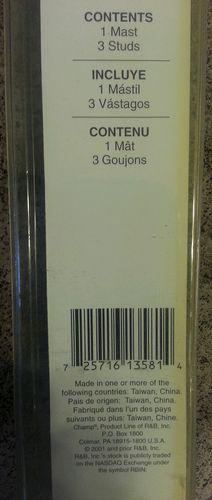 CONTENTS
1 Mast
3 Studs
INCLUYE
1 Mástil
3 Vástagos
CONTENU
1 Mât
3 Goujons
7 25716 13581 4
Made in one or more of the
following countries: Taiwan, China.
Pais de origen: Taiwan, China.
Fabriqué dans l'un des pays
suivants ou plus: Taiwan, Chine.
Champ®, Product Line of R&B, Inc.
P.O. Box 1800
Colmar, PA 18915-1800 U.S.A.
© 2001 and prior R&B, Inc.
R&B, Inc.'s stock is publicly traded
on the NASDAQ Exchange under
the symbol RBIN.